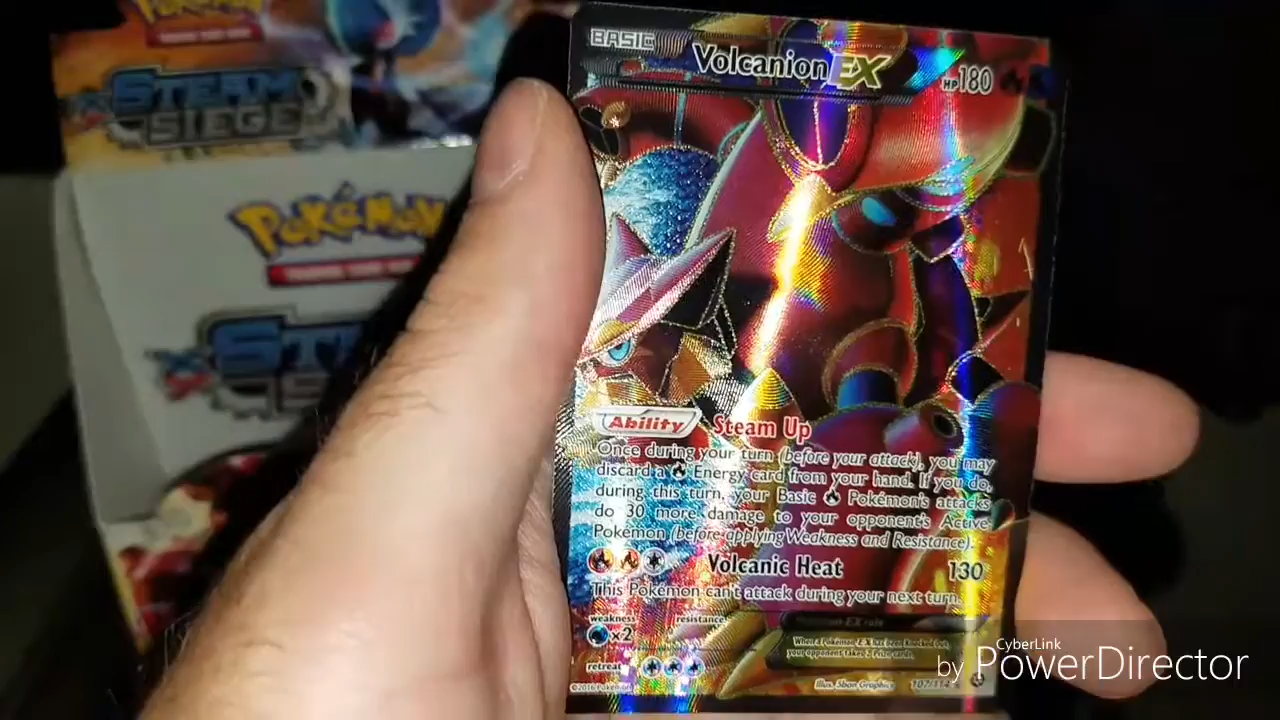 STEAM
SIEGE
POKÉMON
BASIC
Volcanion EX
HP180
Ability Steam Up
Once during your turn (before your attack), you may
discard a Energy card from your hand. If you do,
during this turn, your Basic Pokémon's attacks
do 30 more damage to your opponent's Active
Pokémon (before applying Weakness and Resistance).
Volcanic Heat 130
This Pokémon can't attack during your next turn.
weakness resistance
×2
Pokémon-EX rule
When a Pokémon-EX has been Knocked Out,
your opponent takes 2 Prize cards.
retreat
©2016 Pokémon
Illus. 5ban Graphics 107/114
CyberLink
by PowerDirector